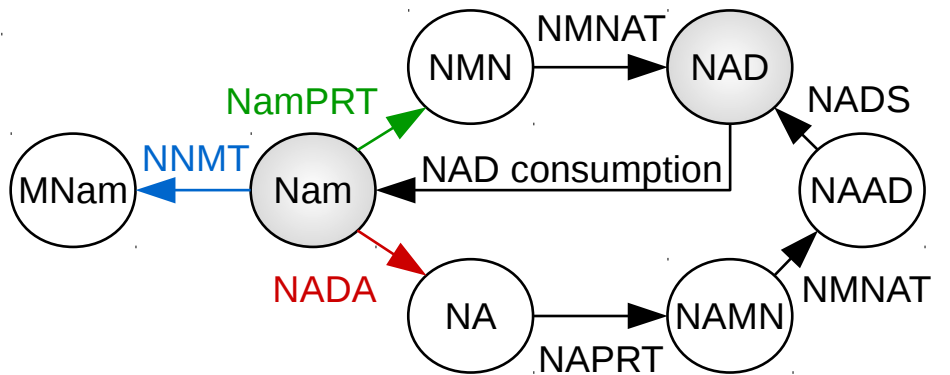 NMNAT
NMN
NAD
NamPRT
NADS
NNMT
NAD consumption
MNam
Nam
NAAD
NADA
NMNAT
NA
NAMN
NAPRT